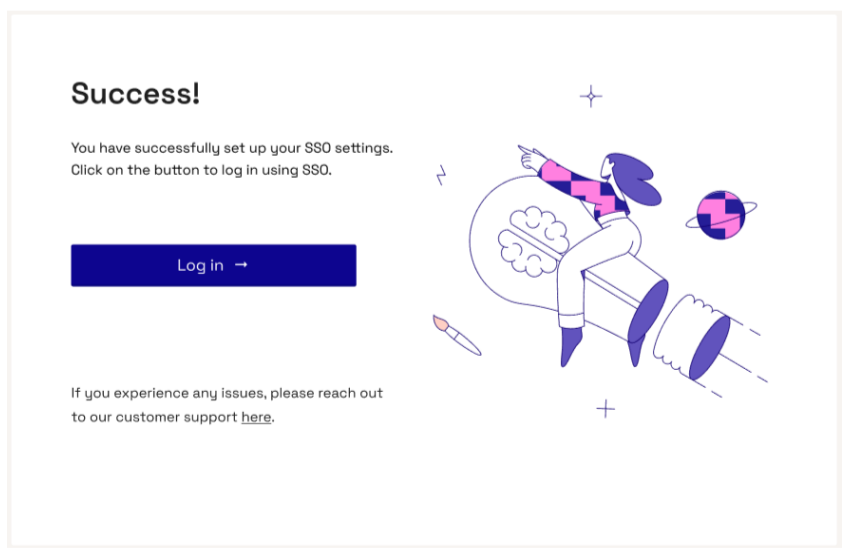 Success!
You have successfully set up your SSO settings.
Click on the button to log in using SSO.
Log in →
If you experience any issues, please reach out
to our customer support here.